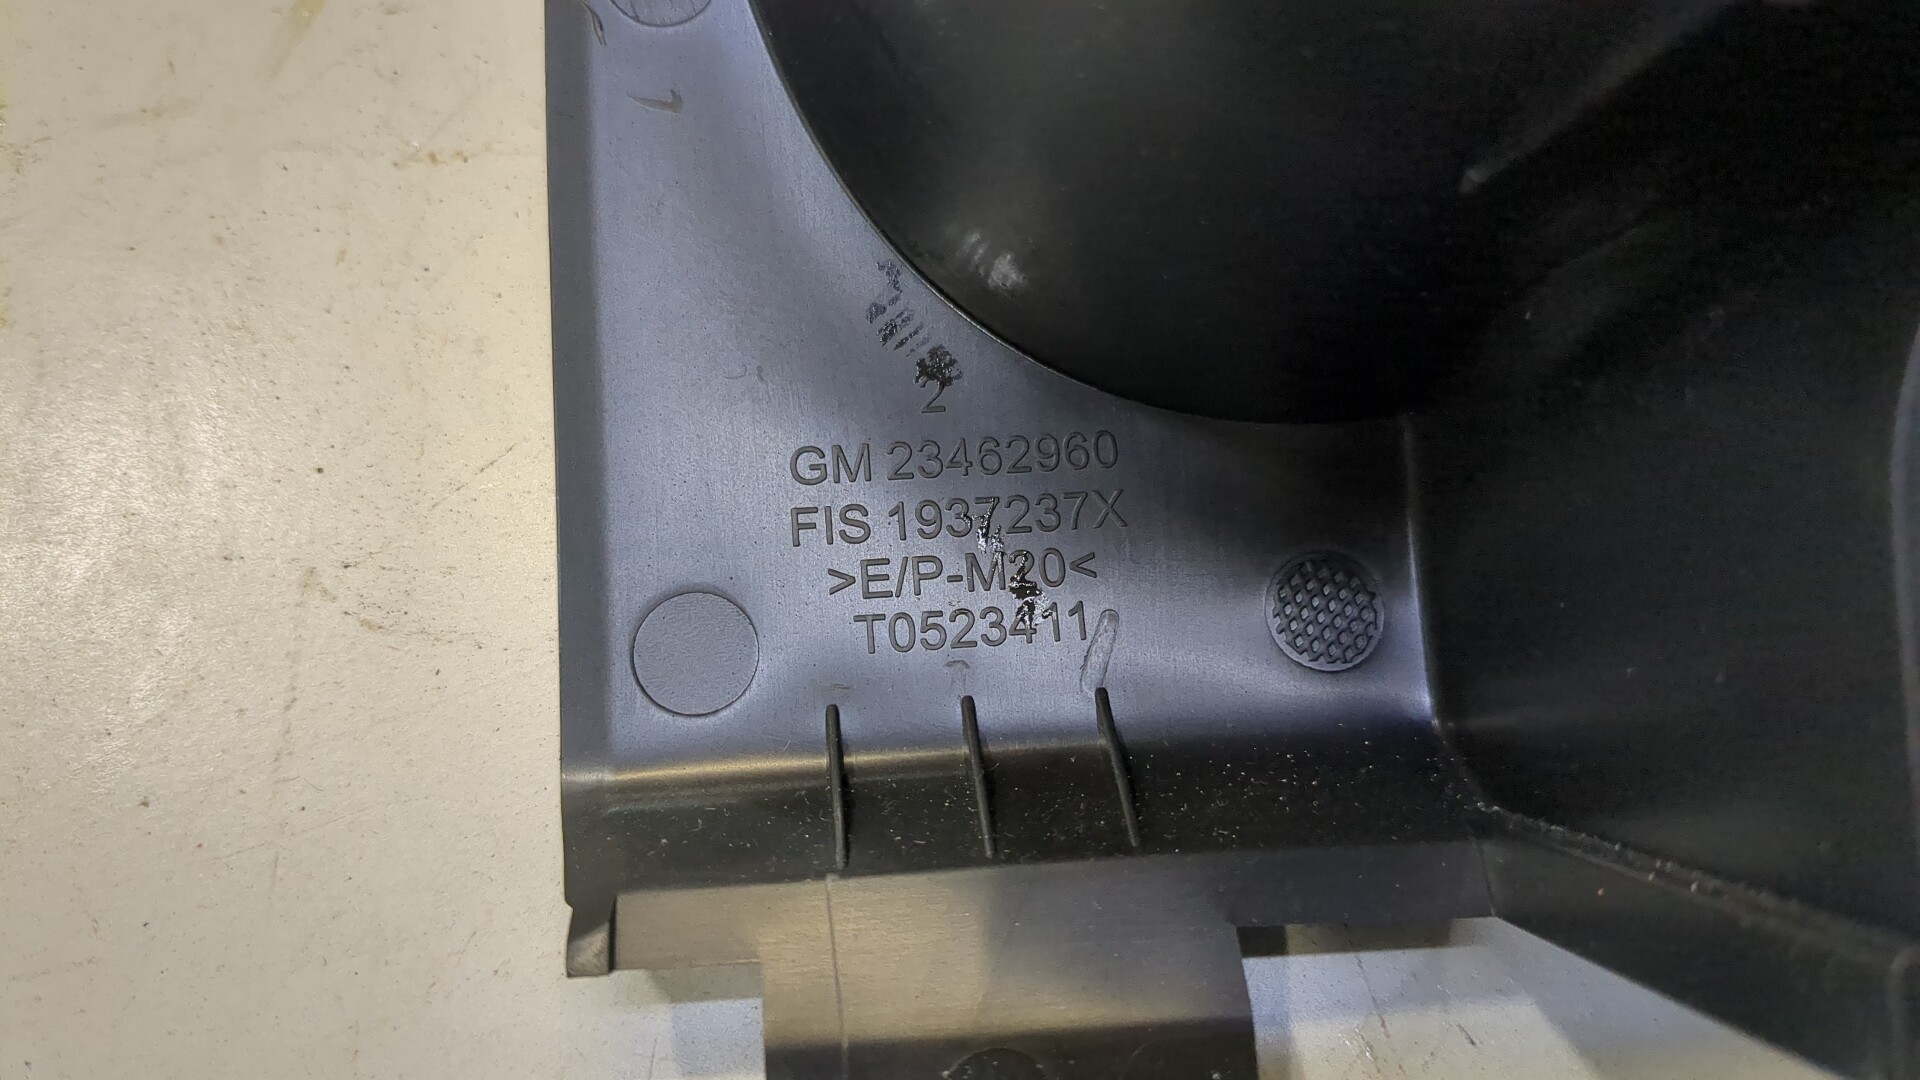 2
GM 23462960
FIS 1937237X
>E/P-M20<
T0523411